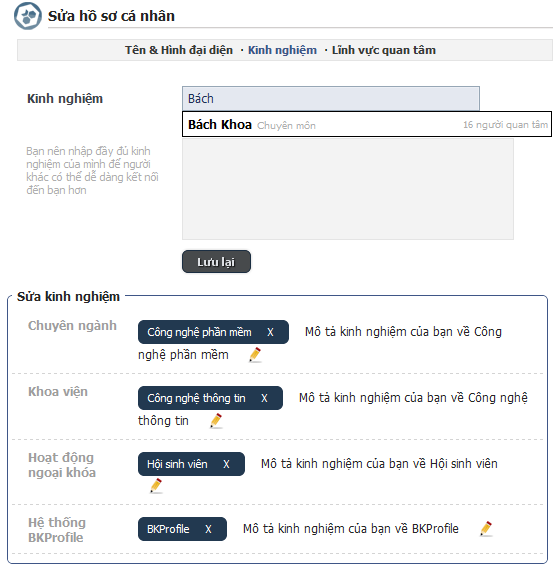 Sửa hồ sơ cá nhân
Tên & Hình đại diện · Kinh nghiệm · Lĩnh vực quan tâm
Kinh nghiệm
Bách
Bách Khoa Chuyên môn 16 người quan tâm
Bạn nên nhập đầy đủ kinh
nghiệm của mình để người
khác có thể dễ dàng kết nối
đến bạn hơn
Lưu lại
Sửa kinh nghiệm
Chuyên ngành
Công nghệ phần mềm X Mô tả kinh nghiệm của bạn về Công
nghệ phần mềm
Khoa viện
Công nghệ thông tin X Mô tả kinh nghiệm của bạn về Công nghệ
thông tin
Hoạt động
ngoại khóa
Hội sinh viên X Mô tả kinh nghiệm của bạn về Hội sinh viên
Hệ thống
BKProfile
BKProfile X Mô tả kinh nghiệm của bạn về BKProfile